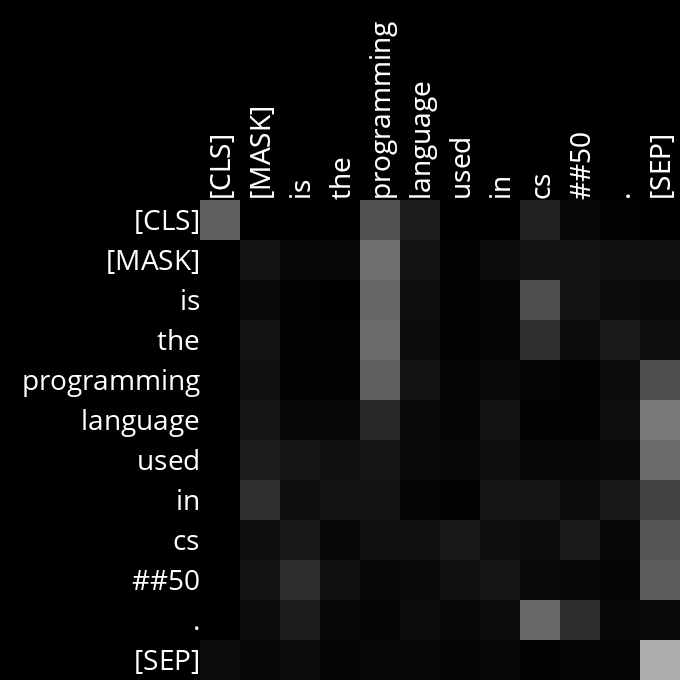 [CLS]
[MASK]
is
the
programming
language
used
in
cs
##50
.
[SEP]
[CLS]
[MASK]
is
the
programming
language
used
in
cs
##50
.
[SEP]